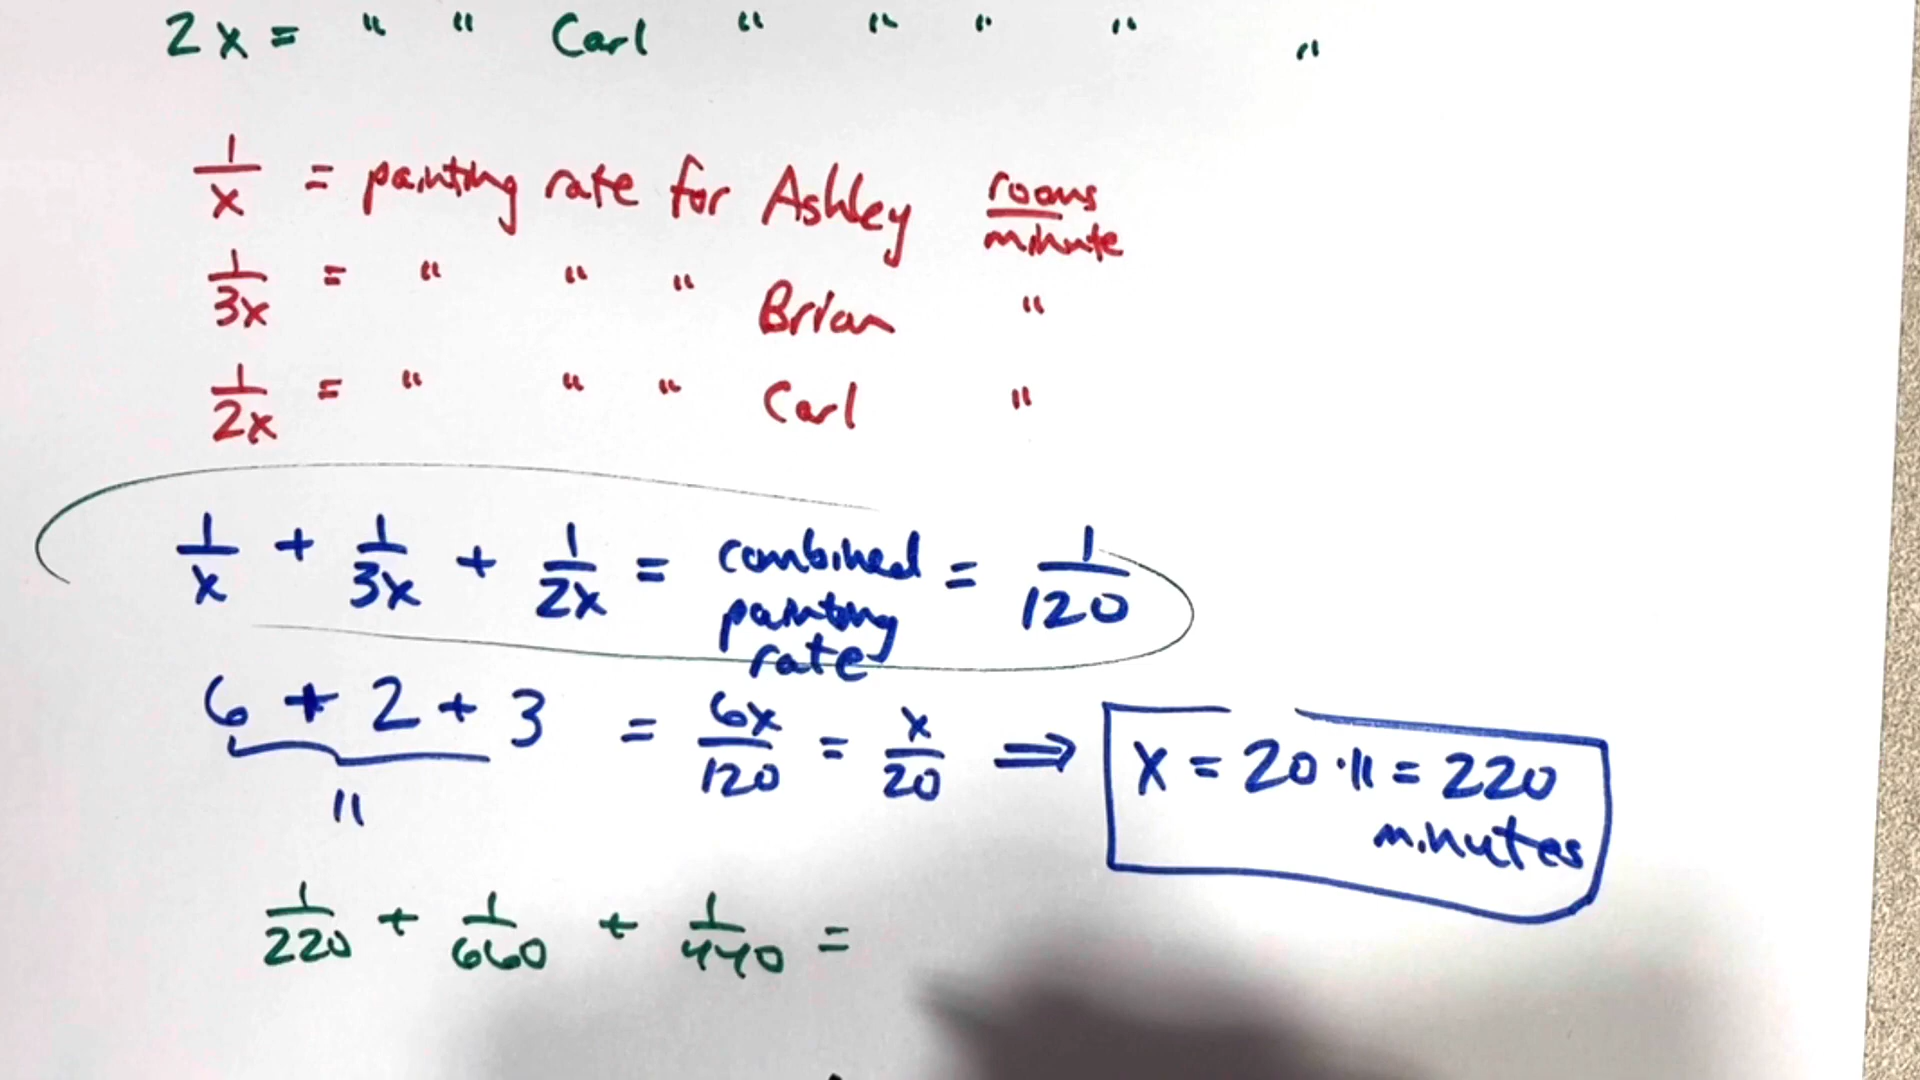 2x = " " Carl " " " " "
1/x = painting rate for Ashley rooms/minute
1/3x = " " " Brian "
1/2x = " " " Carl "
1/x + 1/3x + 1/2x = combined painting rate = 1/120
6 + 2 + 3 = 6x/120 = x/20 ⇒ x = 20·11 = 220 minutes
11
1/220 + 1/660 + 1/440 =